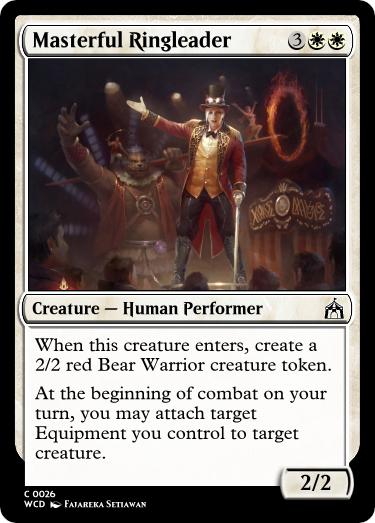 Masterful Ringleader 3
Creature — Human Performer
When this creature enters, create a
2/2 red Bear Warrior creature token.
At the beginning of combat on
your turn, you may attach target
Equipment you control to target
creature.
2/2
C 0026
WCD Fajareka Setiawan